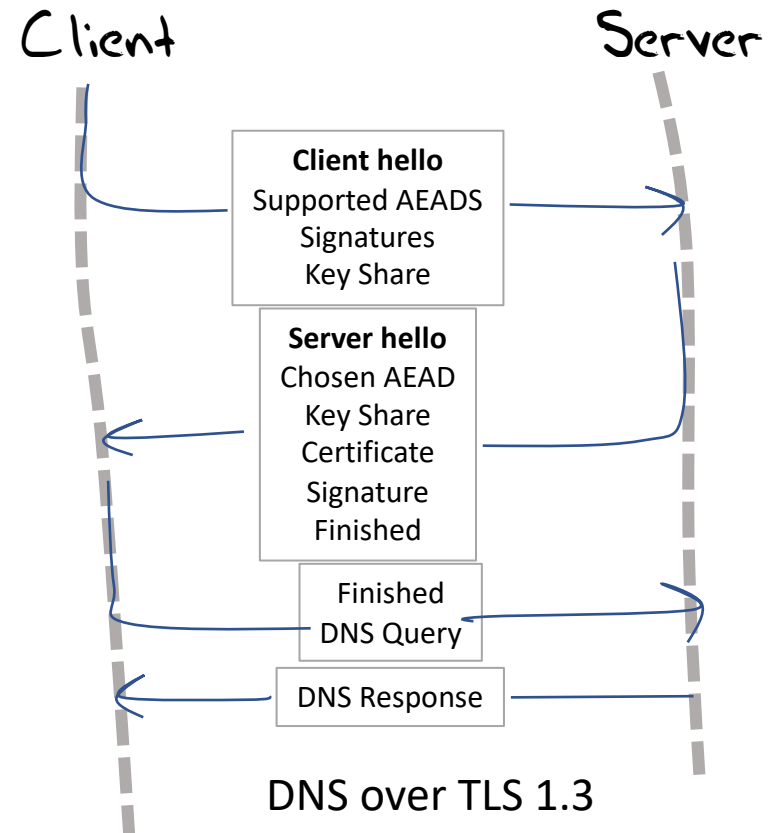 Client
Server
Client hello
Supported AEADS
Signatures
Key Share
Server hello
Chosen AEAD
Key Share
Certificate
Signature
Finished
Finished
DNS Query
DNS Response
DNS over TLS 1.3